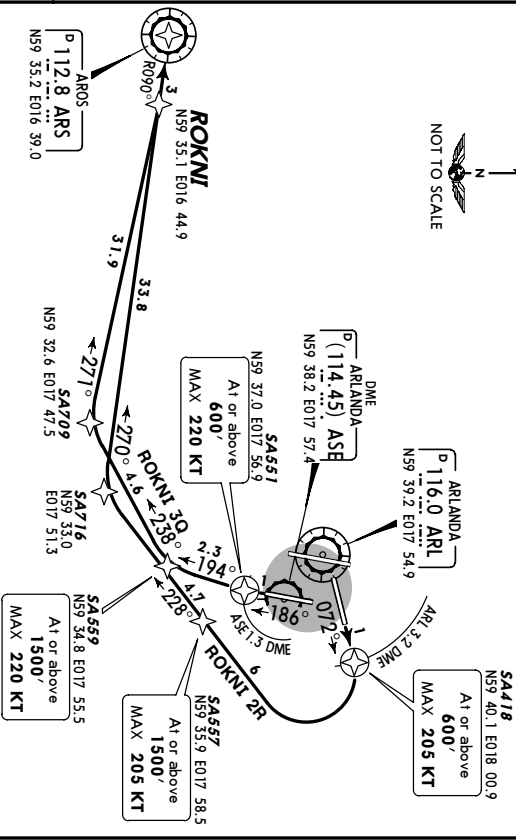 NOT TO SCALE
N
AROS
D
112.8 ARS
N59 35.2 E016 39.0
R090°
3
ROKNI
N59 35.1 E016 44.9
31.9
33.8
271°
SA709
N59 32.6 E017 47.5
270°
SA716
N59 33.0
E017 51.3
4.6
ROKNI 3Q
238°
2.3
194°
SA551
N59 37.0 E017 56.9
At or above
600'
MAX 220 KT
DME
ARLANDA
D
(114.45) ASE
N59 38.2 E017 57.4
ARLANDA
D
116.0 ARL
N59 39.2 E017 54.9
1
186°
ASE 1.3 DME
072°
1
ARL 3.2 DME
SA418
N59 40.1 E018 00.9
At or above
600'
MAX 205 KT
6
ROKNI 2R
SA557
N59 35.9 E017 58.5
At or above
1500'
MAX 205 KT
4.7
228°
SA559
N59 34.8 E017 55.5
At or above
1500'
MAX 220 KT